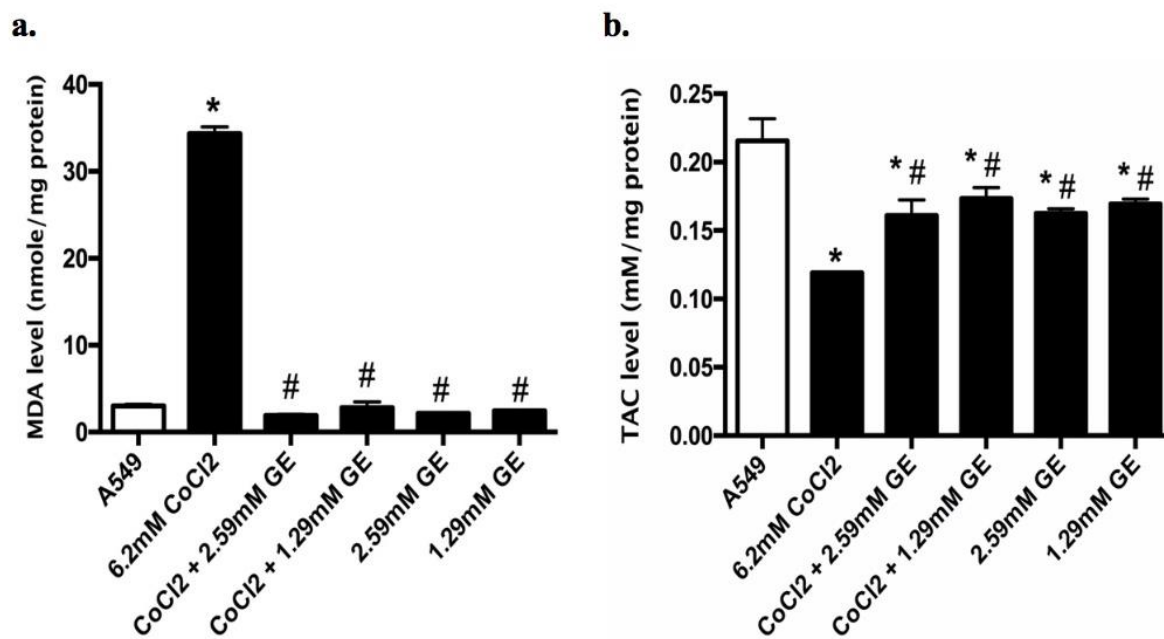 a.
MDA level (nmole/mg protein)
40
30
20
10
0
*
#
#
#
#
A549
6.2mM CoCl2
CoCl2 + 2.59mM GE
CoCl2 + 1.29mM GE
2.59mM GE
1.29mM GE
b.
TAC level (mM/mg protein)
0.25
0.20
0.15
0.10
0.05
0.00
*
* #
* #
* #
* #
A549
6.2mM CoCl2
CoCl2 + 2.59mM GE
CoCl2 + 1.29mM GE
2.59mM GE
1.29mM GE